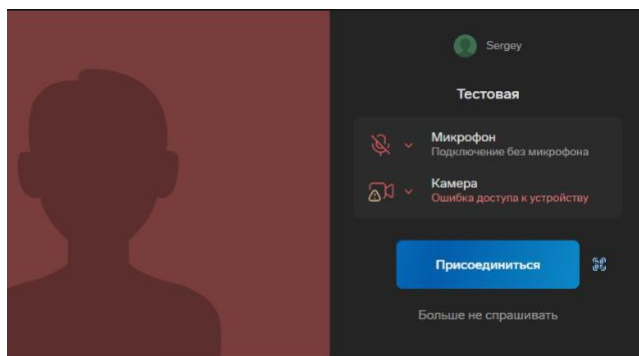 Sergey
Тестовая
Микрофон
Подключение без микрофона
Камера
Ошибка доступа к устройству
Присоединиться
Больше не спрашивать